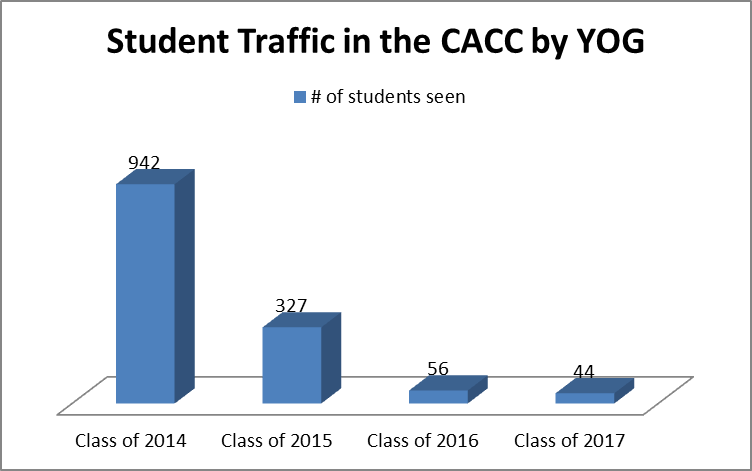 Student Traffic in the CACC by YOG
# of students seen
942
327
56
44
Class of 2014
Class of 2015
Class of 2016
Class of 2017